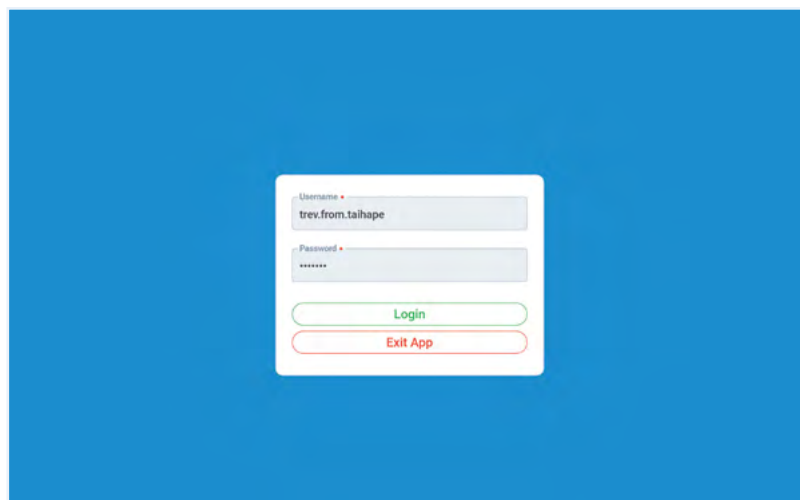 Username •
trev.from.taihape
Password •
•••••••
Login
Exit App